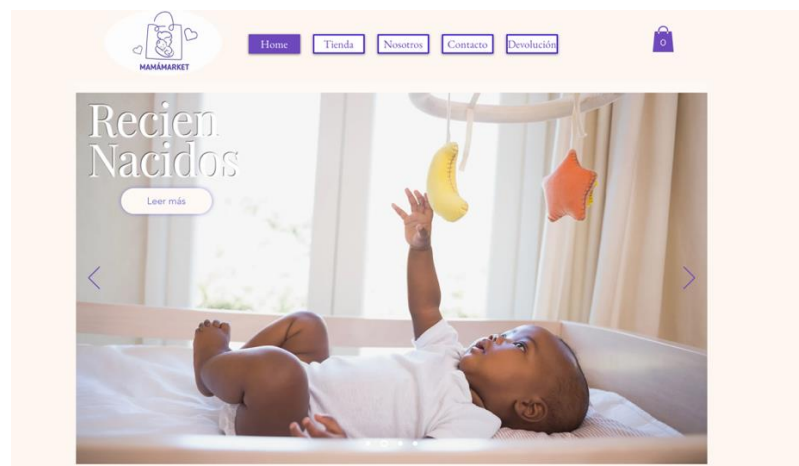 MAMÁMARKET
Home
Tienda
Nosotros
Contacto
Devolución
0
Recien
Nacidos
Leer más